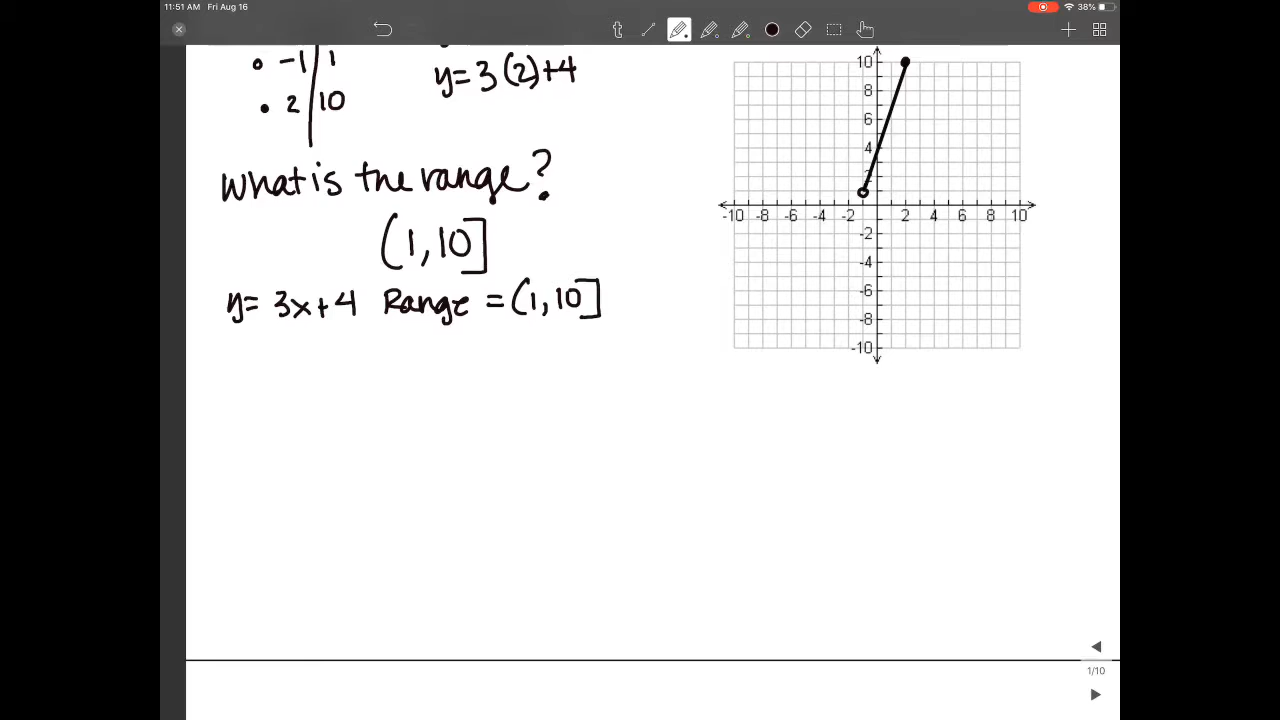 11:51 AM Fri Aug 16
38%
-1 | 1
y=3(2)+4
2 | 10
What is the range?
(1,10]
y=3x+4 Range=(1,10]
10
8
6
4
2
-10 -8 -6 -4 -2 2 4 6 8 10
-2
-4
-6
-8
-10
1/10